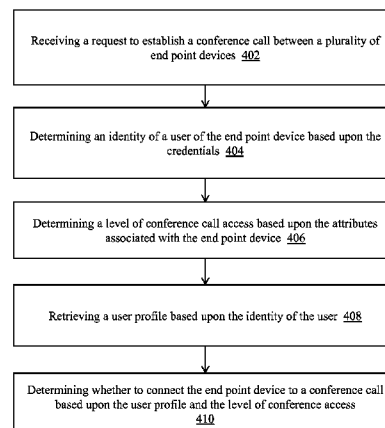 Receiving a request to establish a conference call between a plurality of
end point devices 402
Determining an identity of a user of the end point device based upon the
credentials 404
Determining a level of conference call access based upon the attributes
associated with the end point device 406
Retrieving a user profile based upon the identity of the user 408
Determining whether to connect the end point device to a conference call
based upon the user profile and the level of conference access
410